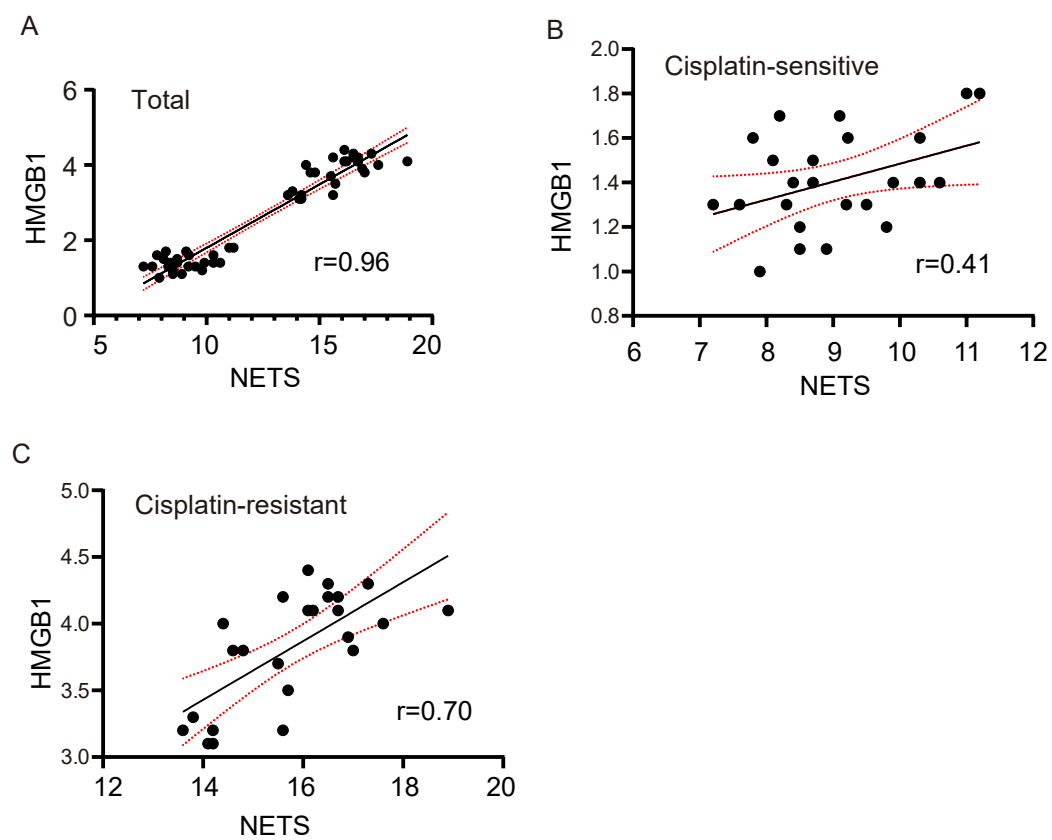 A
Total
6
4
2
0
HMGB1
r=0.96
5
10
15
20
NETS
B
Cisplatin-sensitive
2.0
1.8
1.6
1.4
1.2
1.0
0.8
HMGB1
r=0.41
6
7
8
9
10
11
12
NETS
C
Cisplatin-resistant
5.0
4.5
4.0
3.5
3.0
HMGB1
r=0.70
12
14
16
18
20
NETS